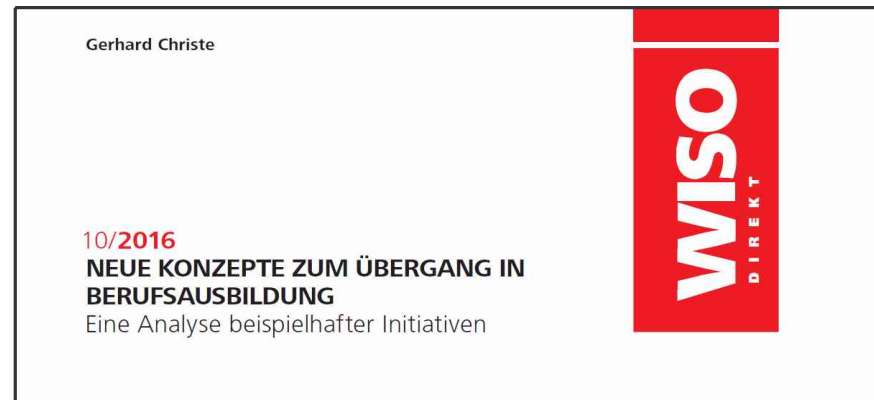 Gerhard Christe
WISO
DIREKT
10/2016
NEUE KONZEPTE ZUM ÜBERGANG IN
BERUFSAUSBILDUNG
Eine Analyse beispielhafter Initiativen